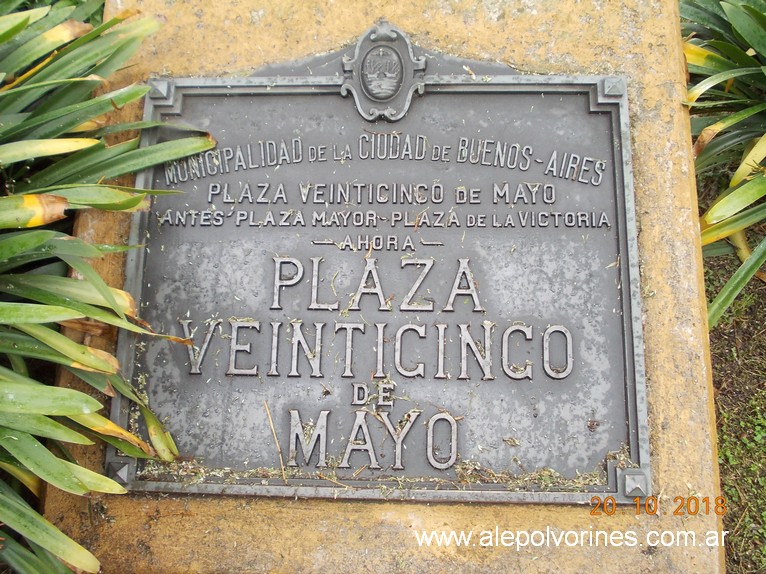 MUNICIPALIDAD DE LA CIUDAD DE BUENOS-AIRES
PLAZA VEINTICINCO DE MAYO
ANTES PLAZA MAYOR-PLAZA DE LA VICTORIA
—AHORA—
PLAZA
VEINTICINCO
DE
MAYO
20 10 2018
www.alepolvorines.com.ar